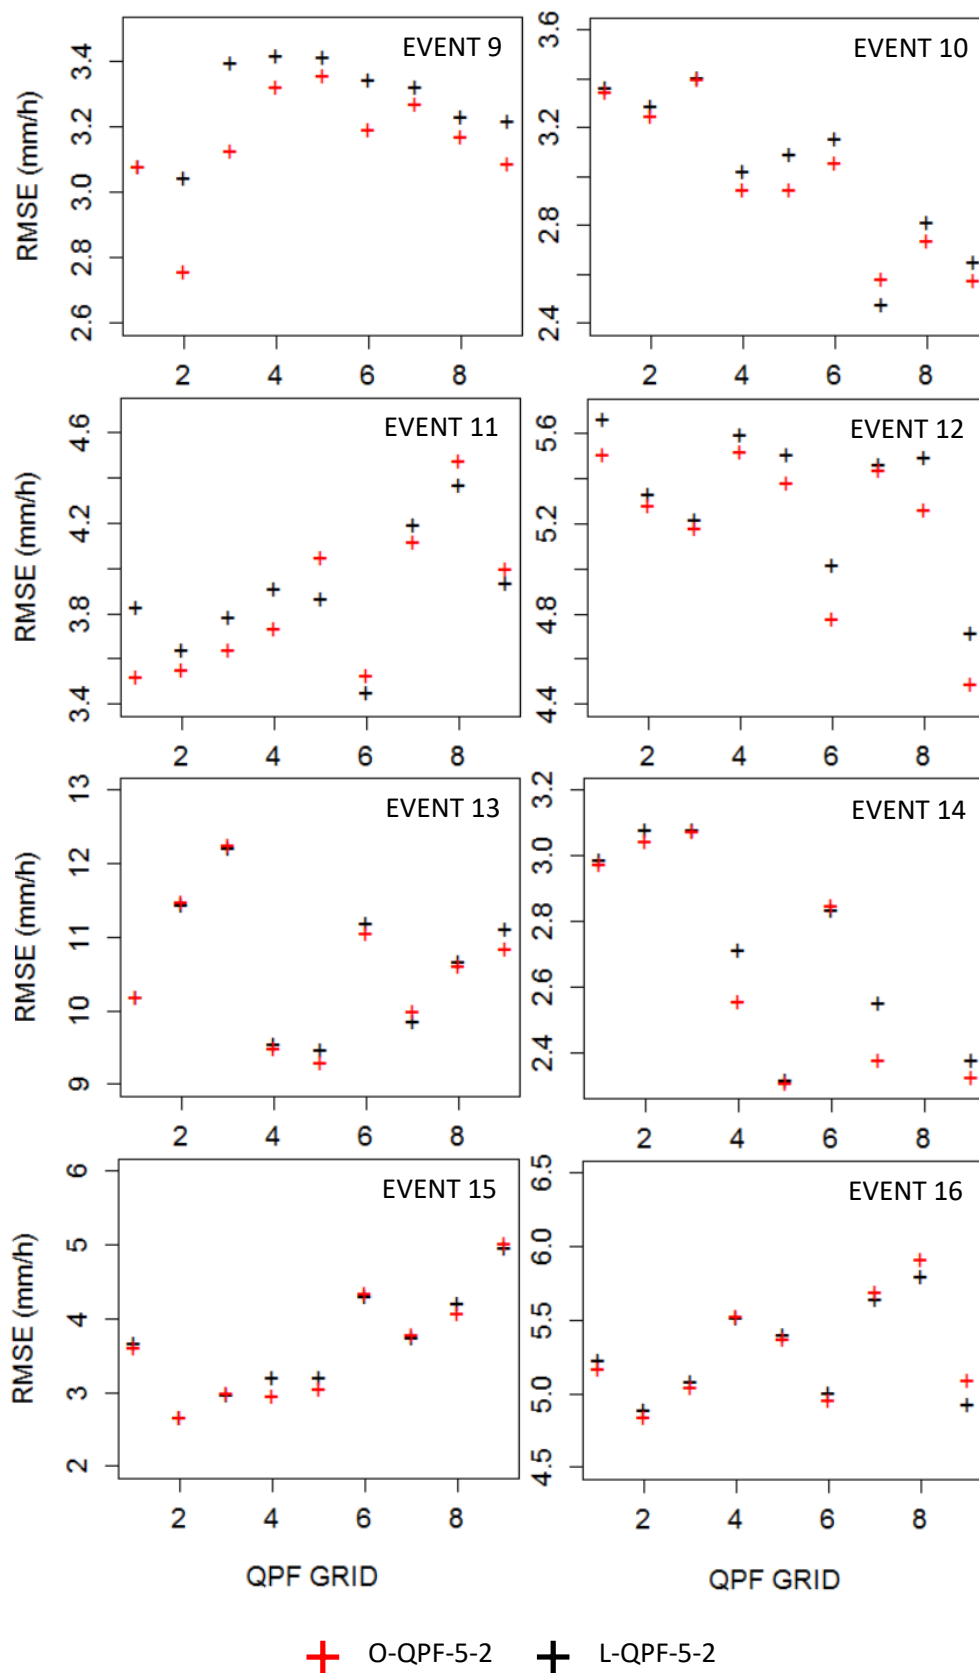 EVENT 9
RMSE (mm/h)
3.4
3.2
3.0
2.8
2.6
2 4 6 8
EVENT 10
3.6
3.2
2.8
2.4
2 4 6 8
EVENT 11
RMSE (mm/h)
4.6
4.2
3.8
3.4
2 4 6 8
EVENT 12
5.6
5.2
4.8
4.4
2 4 6 8
EVENT 13
RMSE (mm/h)
13
12
11
10
9
2 4 6 8
EVENT 14
3.2
3.0
2.8
2.6
2.4
2 4 6 8
EVENT 15
RMSE (mm/h)
6
5
4
3
2
2 4 6 8
QPF GRID
EVENT 16
6.5
6.0
5.5
5.0
4.5
2 4 6 8
QPF GRID
O-QPF-5-2 L-QPF-5-2